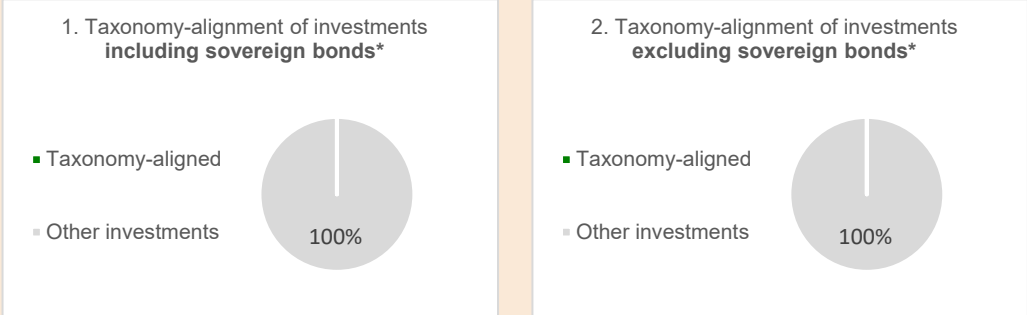 1. Taxonomy-alignment of investments
including sovereign bonds*
Taxonomy-aligned
Other investments
100%
2. Taxonomy-alignment of investments
excluding sovereign bonds*
Taxonomy-aligned
Other investments
100%